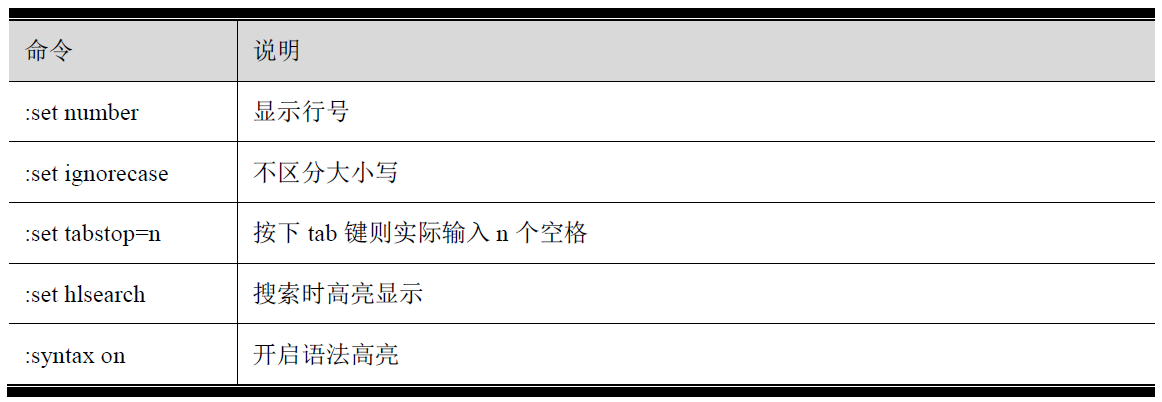 命令 说明
:set number 显示行号
:set ignorecase 不区分大小写
:set tabstop=n 按下 tab 键则实际输入 n 个空格
:set hlsearch 搜索时高亮显示
:syntax on 开启语法高亮